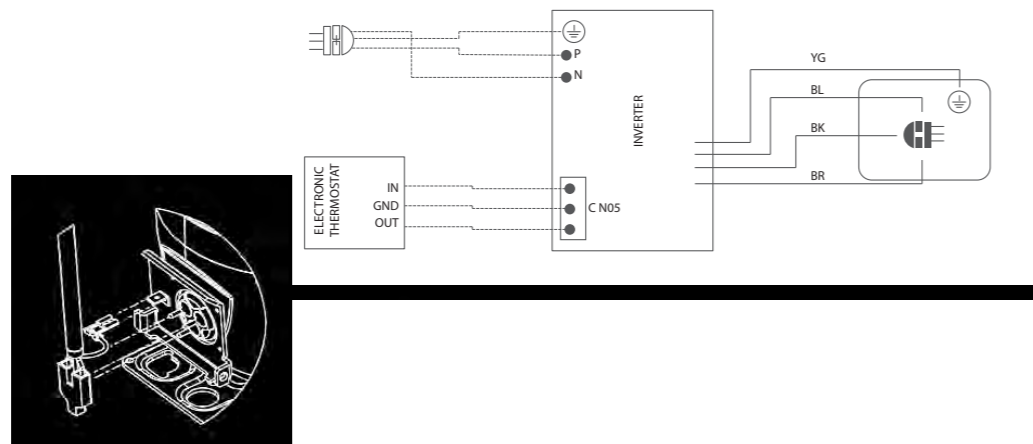 P
N
INVERTER
YG
BL
BK
BR
ELECTRONIC
THERMOSTAT
IN
GND
OUT
C N05